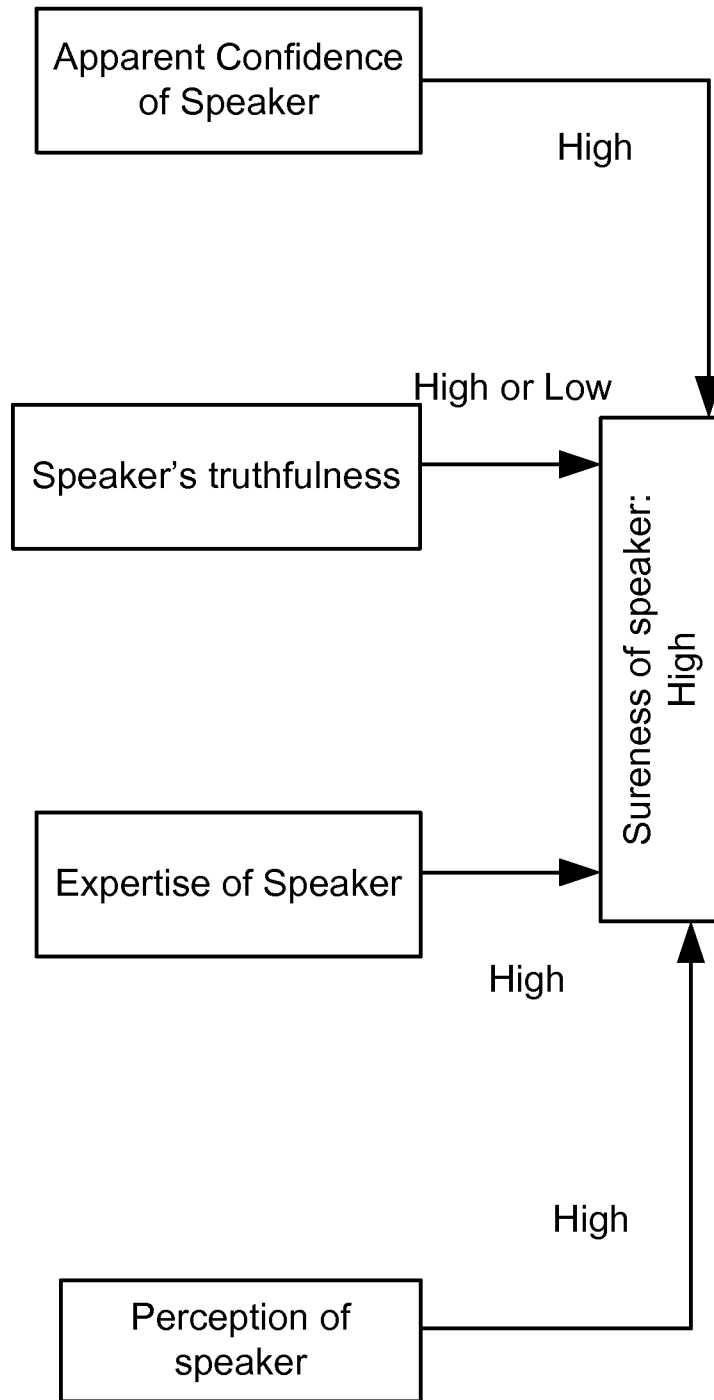 Apparent Confidence
of Speaker
High
High or Low
Speaker’s truthfulness
Sureness of speaker:
High
Expertise of Speaker
High
High
Perception of
speaker